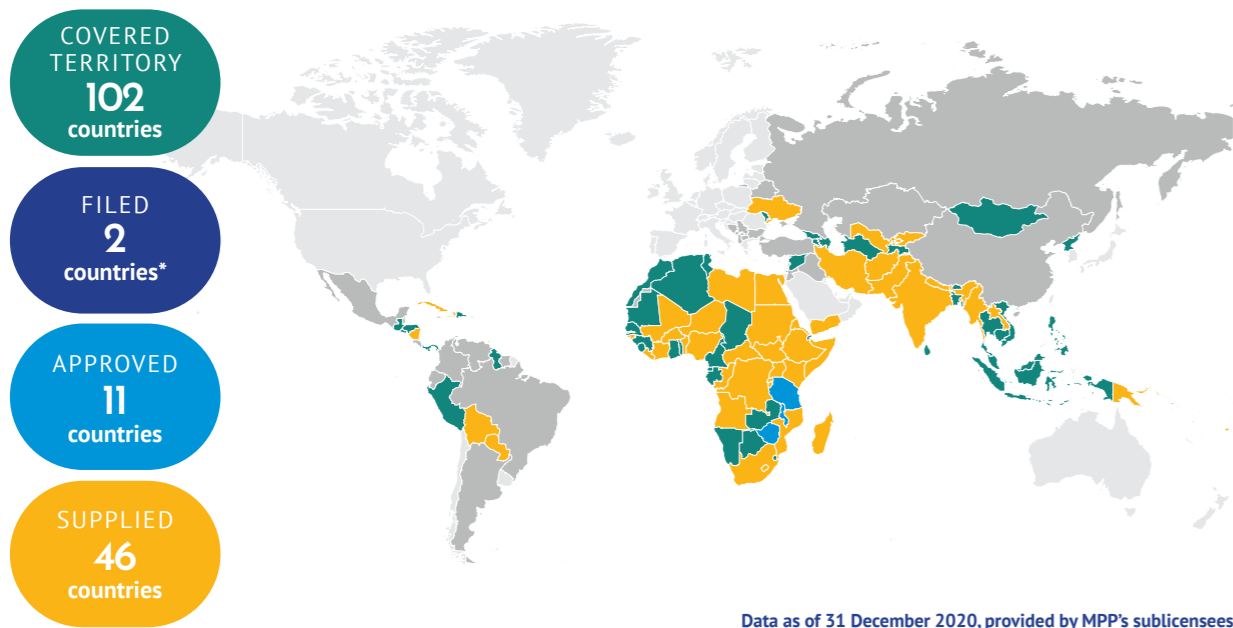 COVERED
TERRITORY
102
countries
FILED
2
countries*
APPROVED
11
countries
SUPPLIED
46
countries
Data as of 31 December 2020, provided by MPP's sublicensees